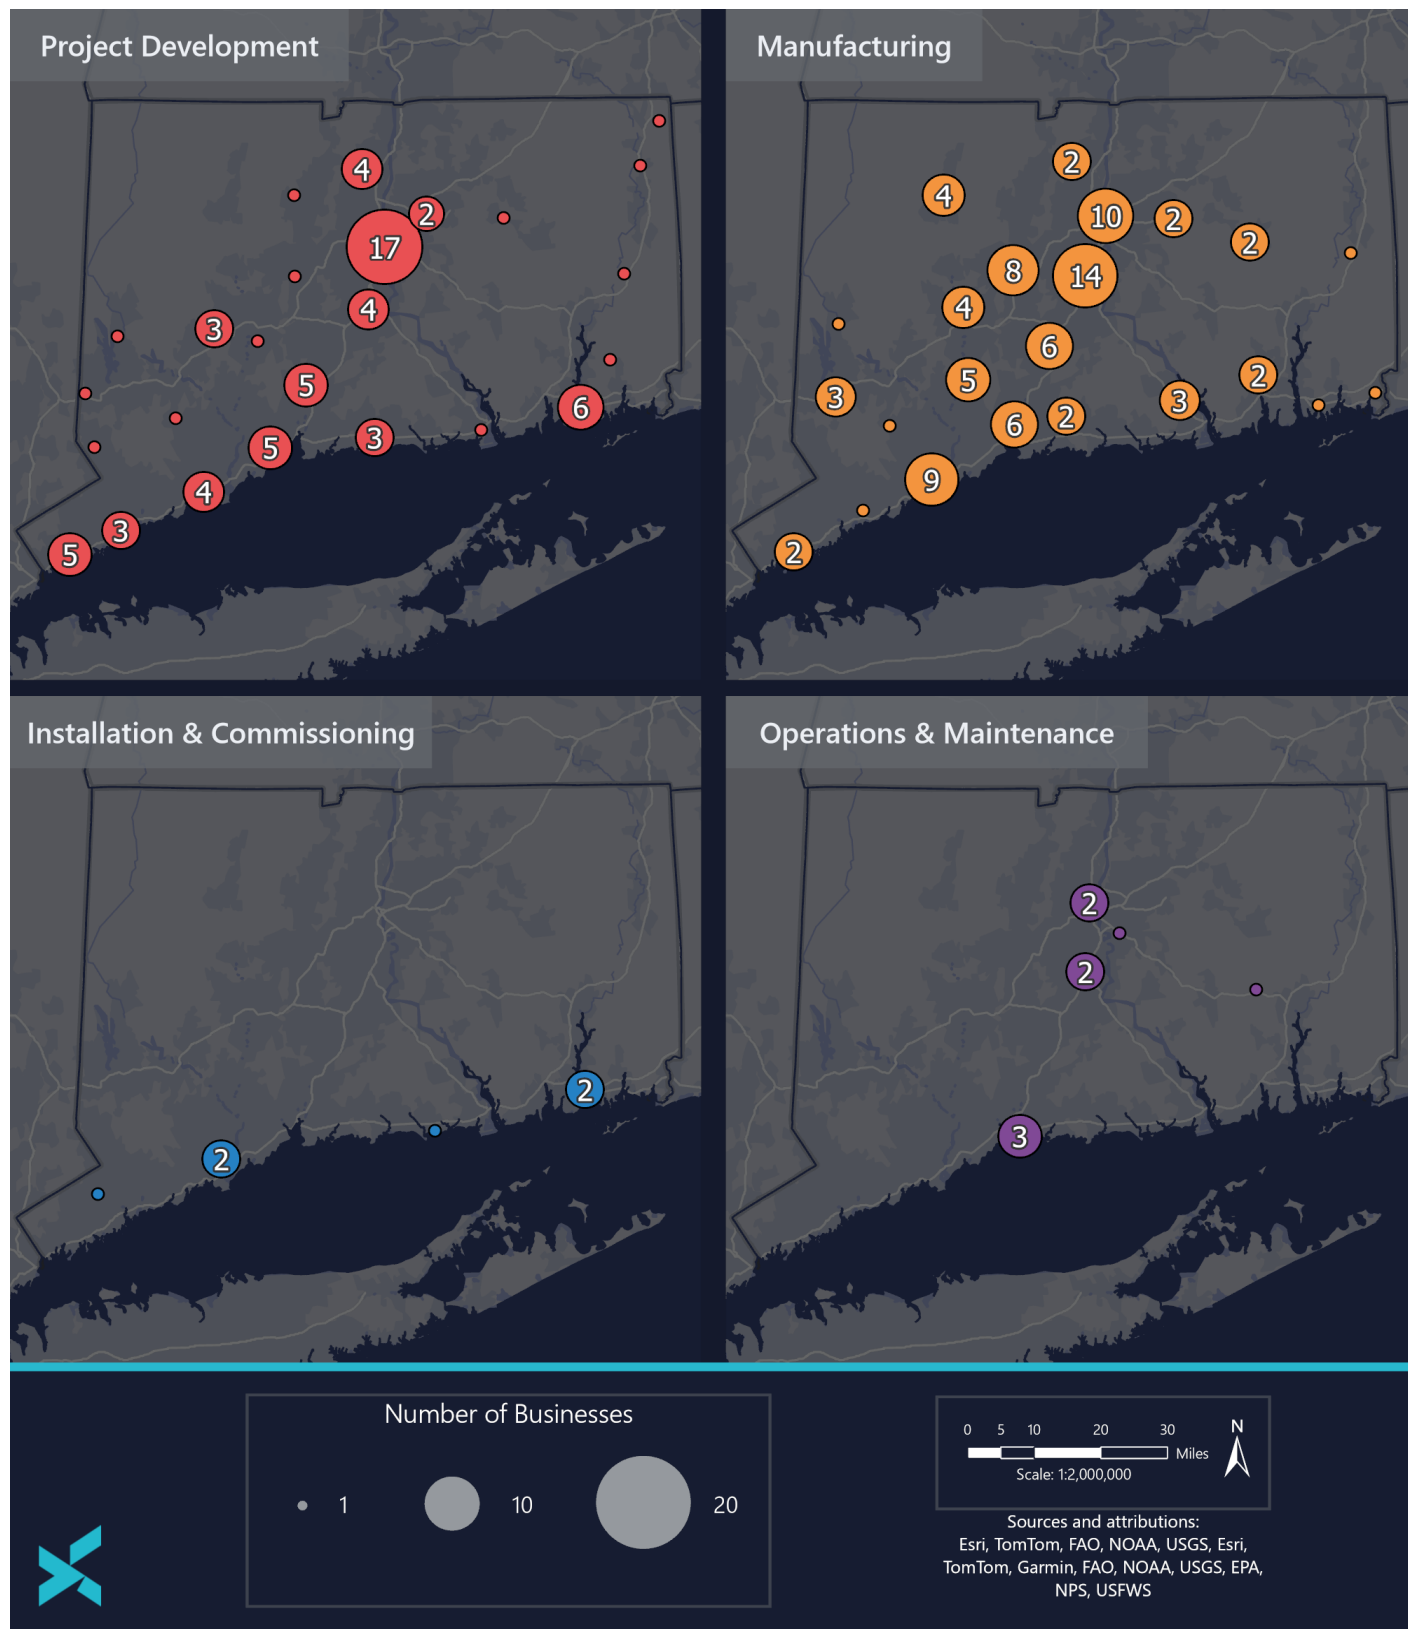 Project Development
4
2
17
4
3
5
6
3
5
4
3
5
Manufacturing
2
4
10
2
2
8
14
4
6
5
2
3
3
6
2
9
2
Installation & Commissioning
2
2
Operations & Maintenance
2
2
3
Number of Businesses
1
10
20
0 5 10 20 30
Miles
N
Scale: 1:2,000,000
Sources and attributions:
Esri, TomTom, FAO, NOAA, USGS, Esri,
TomTom, Garmin, FAO, NOAA, USGS, EPA,
NPS, USFWS